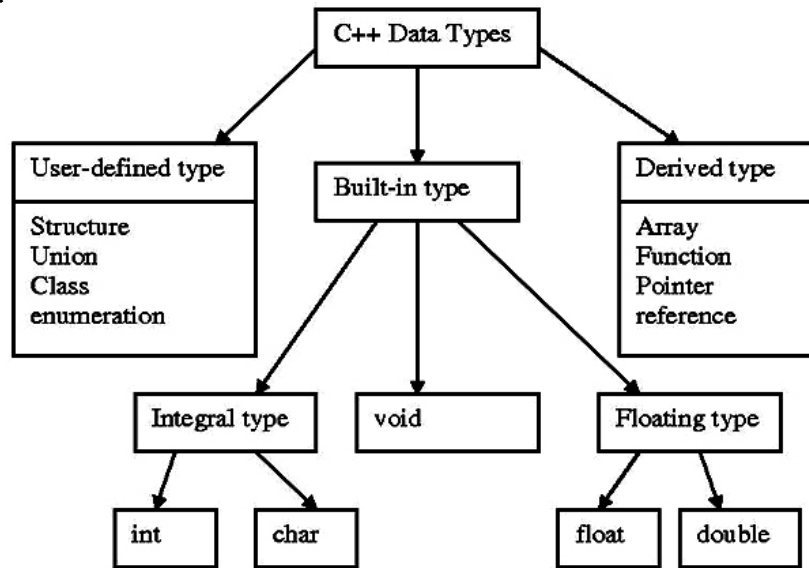 C++ Data Types
User-defined type
Structure
Union
Class
enumeration
Built-in type
Derived type
Array
Function
Pointer
reference
Integral type
void
Floating type
int
char
float
double